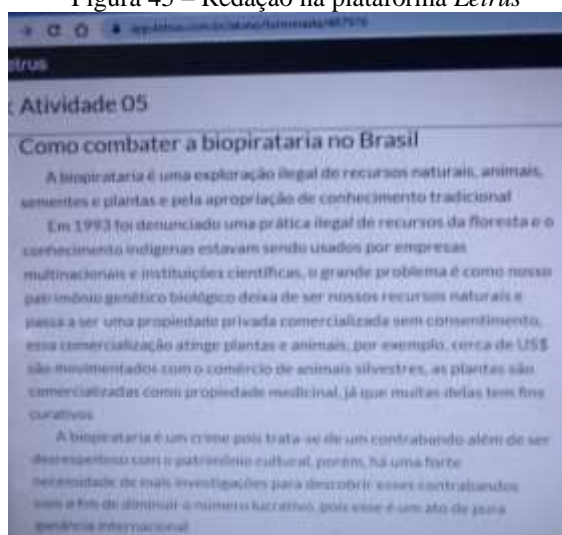 Figura 45 – Redação na plataforma Letrus
etrus
Atividade 05
Como combater a biopirataria no Brasil
A biopirataria é uma exploração ilegal de recursos naturais, animais,
sementes e plantas e pela apropriação de conhecimento tradicional
Em 1993 foi denunciado uma prática ilegal de recursos da floresta e o
conhecimento indígenas estavam sendo usados por empresas
multinacionais e instituições científicas, o grande problema é como nosso
patrimônio genético biológico deixa de ser nossos recursos naturais e
passa a ser uma propiedade privada comercializada sem consentimento,
essa comercialização atinge plantas e animais, por exemplo, cerca de US$
são movimentados com o comércio de animais silvestres, as plantas são
comercializadas como propiedade medicinal, já que muitas delas tem fins
curativos
A biopirataria é um crime pois trata-se de um contrabando além de ser
desrespeitoso com o patrimônio cultural, porém, há uma forte
necessidade de mais investigações para descobrir esses contrabandos
com a fim de diminuir o número lucrativo, pois esse é um ato de pura
ganância internacional